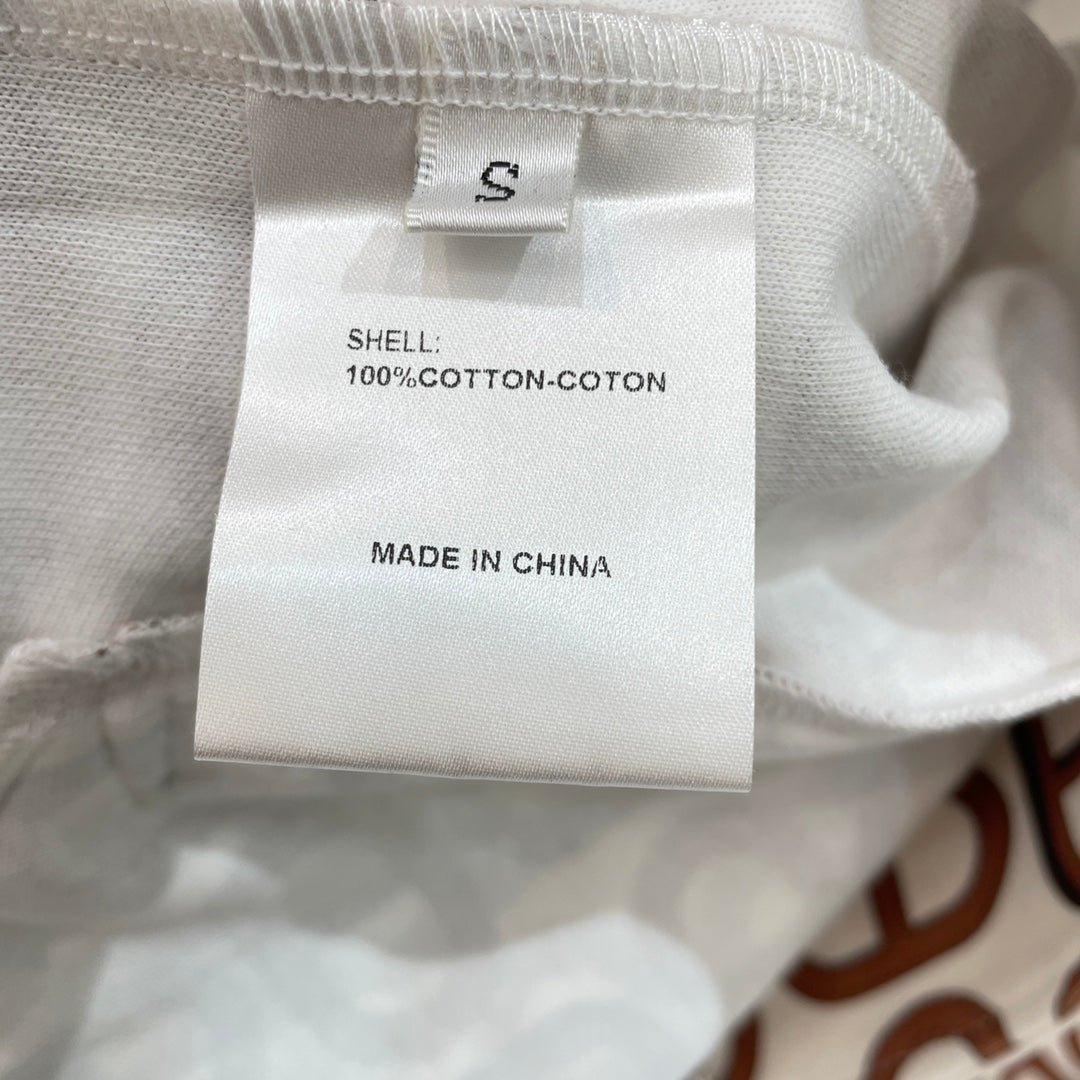 S
SHELL:
100%COTTON-COTON
MADE IN CHINA